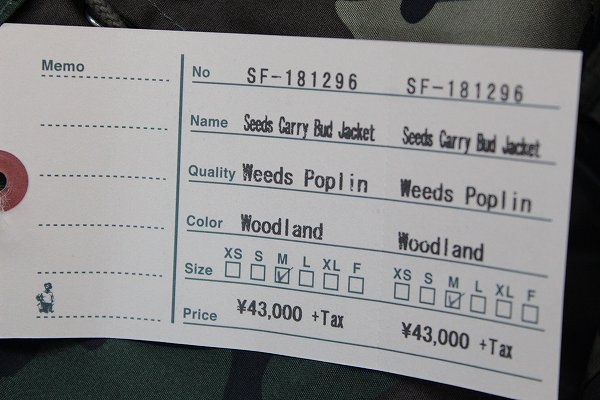 Memo
No SF-181296 SF-181296
Name Seeds Carry Bud Jacket Seeds Carry Bud Jacket
Quality Weeds Poplin Weeds Poplin
Color Woodland Woodland
XS S M L XL F XS S M L XL F
Size
Price ¥43,000 +Tax ¥43,000 +Tax